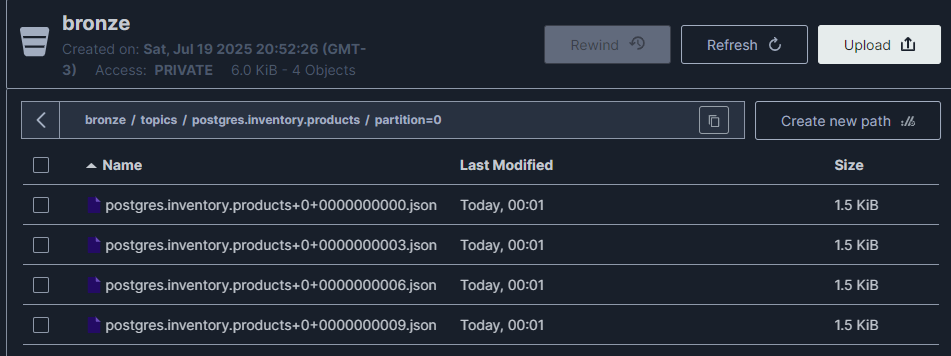 bronze
Created on: Sat, Jul 19 2025 20:52:26 (GMT-
3) Access: PRIVATE 6.0 KiB - 4 Objects
Rewind
Refresh
Upload
bronze / topics / postgres.inventory.products / partition=0
Create new path
Name Last Modified Size
postgres.inventory.products+0+0000000000.json Today, 00:01 1.5 KiB
postgres.inventory.products+0+0000000003.json Today, 00:01 1.5 KiB
postgres.inventory.products+0+0000000006.json Today, 00:01 1.5 KiB
postgres.inventory.products+0+0000000009.json Today, 00:01 1.5 KiB